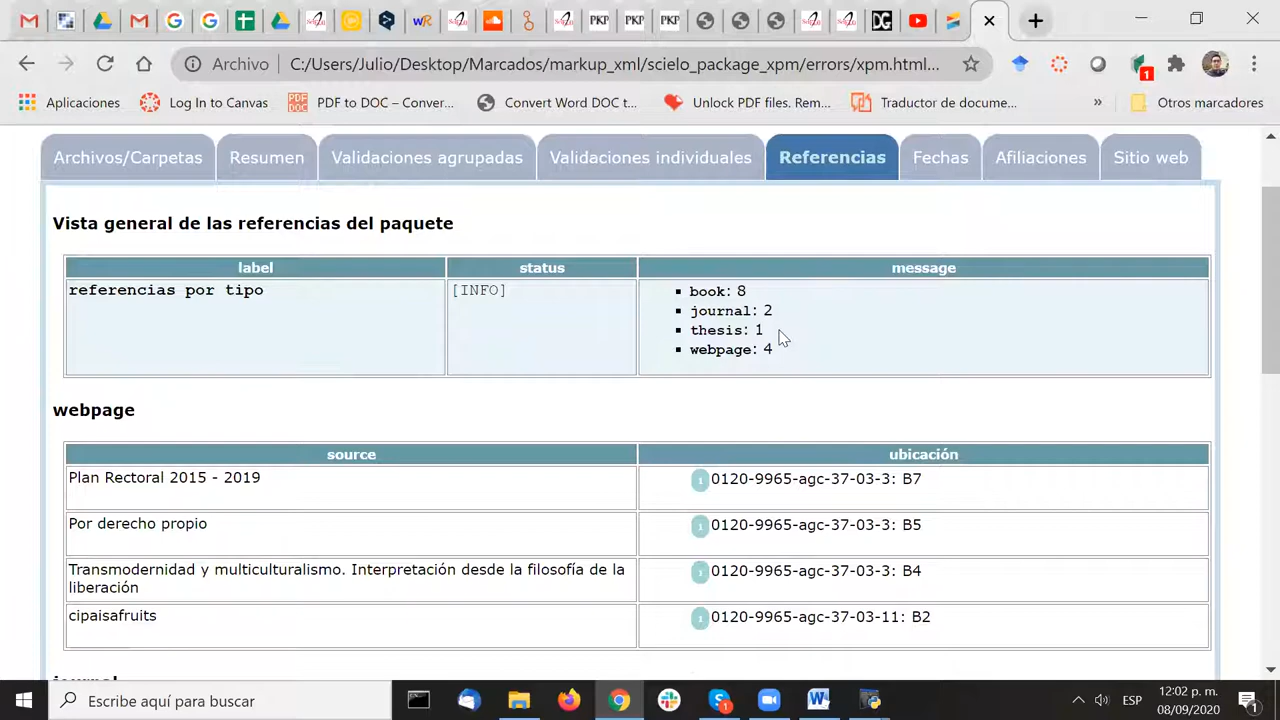 Archivo
C:/Users/Julio/Desktop/Marcados/markup_xml/scielo_package_xpm/errors/xpm.html...
1
Aplicaciones
Log In to Canvas
PDF to DOC – Conver...
Convert Word DOC t...
Unlock PDF files. Rem...
Traductor de docume...
»
Otros marcadores
Archivos/Carpetas
Resumen
Validaciones agrupadas
Validaciones individuales
Referencias
Fechas
Afiliaciones
Sitio web
Vista general de las referencias del paquete
label
status
message
referencias por tipo
[INFO]
book: 8
journal: 2
thesis: 1
webpage: 4
webpage
source
ubicación
Plan Rectoral 2015 - 2019
1 0120-9965-agc-37-03-3: B7
Por derecho propio
1 0120-9965-agc-37-03-3: B5
Transmodernidad y multiculturalismo. Interpretación desde la filosofía de la
liberación
1 0120-9965-agc-37-03-3: B4
cipaisafruits
1 0120-9965-agc-37-03-11: B2
Escribe aquí para buscar
ESP
12:02 p. m.
08/09/2020